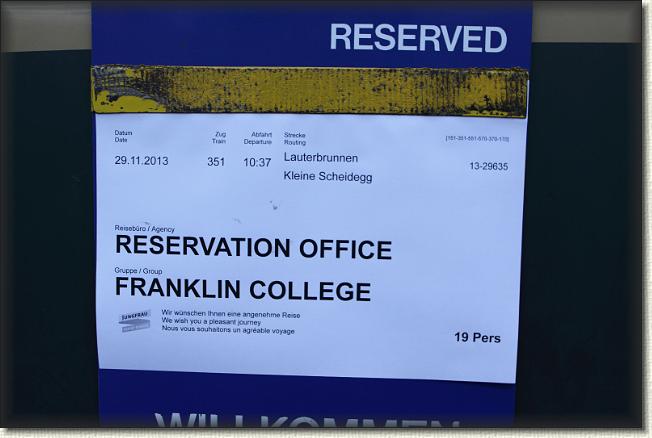 RESERVED
Datum
Date
Zug
Train
Abfahrt
Departure
Strecke
Routing
29.11.2013
351
10:37
Lauterbrunnen
Kleine Scheidegg
13-29635
Reisebüro / Agency
RESERVATION OFFICE
Gruppe / Group
FRANKLIN COLLEGE
JUNGFRAU
Wir wünschen Ihnen eine angenehme Reise
We wish you a pleasant journey
Nous vous souhaitons un agréable voyage
19 Pers
WILLKOMMEN